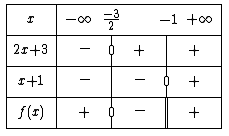 x −∞ −3/2 −1 +∞
2x+3 − 0 + +
x+1 − − 0 +
f(x) + 0 − +